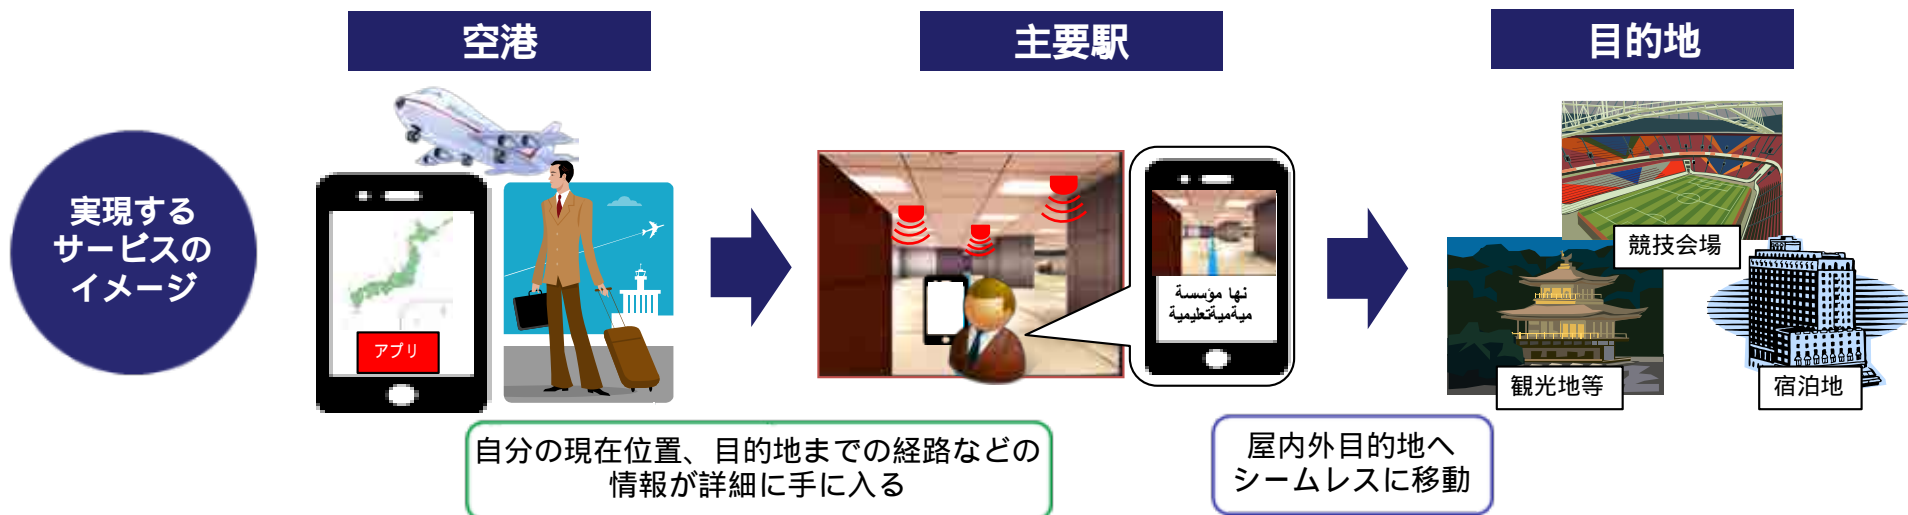 空港
主要駅
目的地
実現する
サービスの
イメージ
アプリ
نها مؤسسة
ميةميةتعليمية
競技会場
観光地等
宿泊地
自分の現在位置、目的地までの経路などの
情報が詳細に手に入る
屋内外目的地へ
シームレスに移動